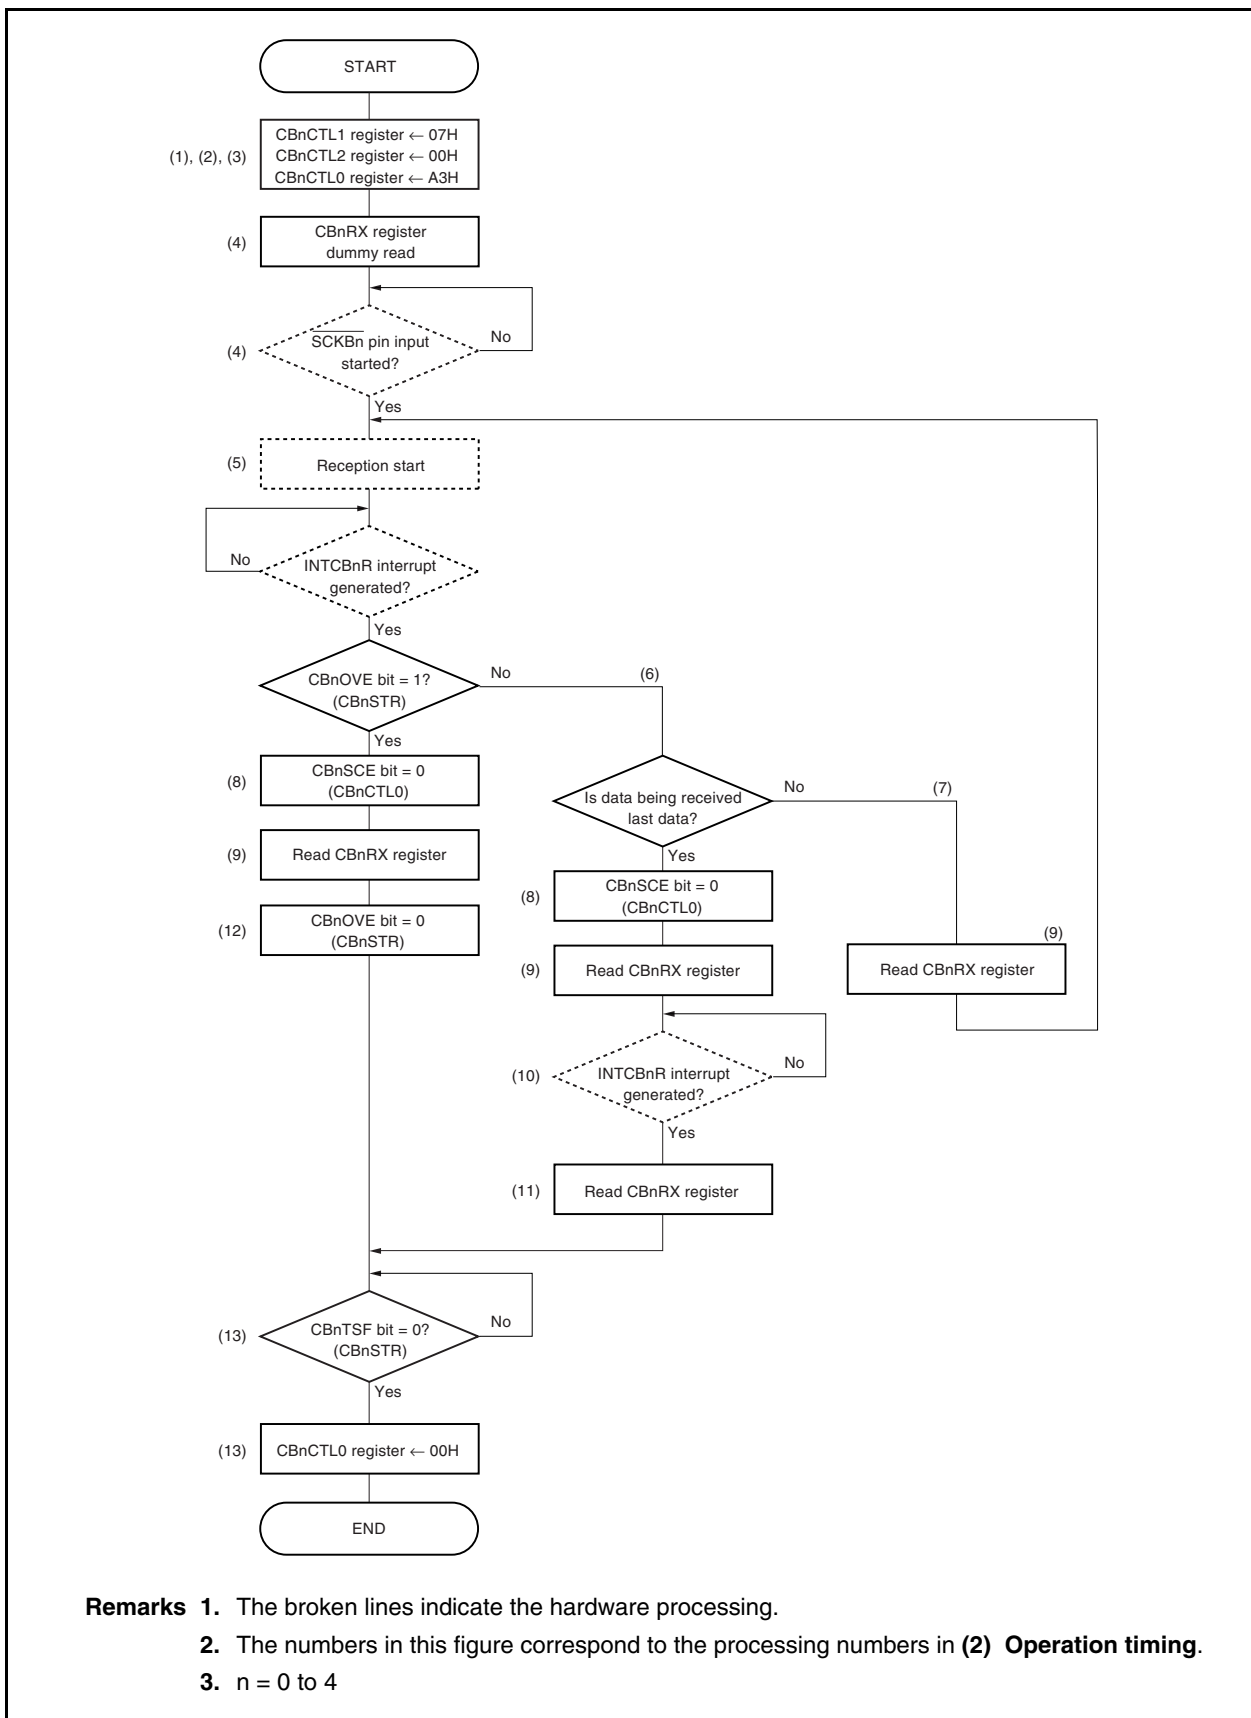 START
(1), (2), (3)
CBnCTL1 register ← 07H
CBnCTL2 register ← 00H
CBnCTL0 register ← A3H
(4)
CBnRX register
dummy read
(4)
SCKBn pin input
started?
No
Yes
(5)
Reception start
No
INTCBnR interrupt
generated?
Yes
CBnOVE bit = 1?
(CBnSTR)
No
(6)
Yes
(8)
CBnSCE bit = 0
(CBnCTL0)
Is data being received
last data?
No
(7)
Yes
(9)
Read CBnRX register
(8)
CBnSCE bit = 0
(CBnCTL0)
(12)
CBnOVE bit = 0
(CBnSTR)
(9)
Read CBnRX register
(9)
Read CBnRX register
(10)
INTCBnR interrupt
generated?
No
Yes
(11)
Read CBnRX register
(13)
CBnTSF bit = 0?
(CBnSTR)
No
Yes
(13)
CBnCTL0 register ← 00H
END
Remarks 1. The broken lines indicate the hardware processing.
2. The numbers in this figure correspond to the processing numbers in (2) Operation timing.
3. n = 0 to 4